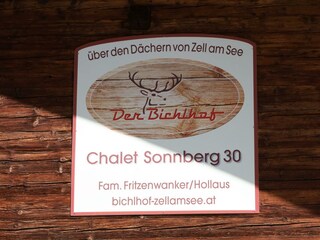 über den Dächern von Zell am See
Der Bichlhof
Chalet Sonnberg 30
Fam. Fritzenwanker/Hollaus
bichlhof-zellamsee.at